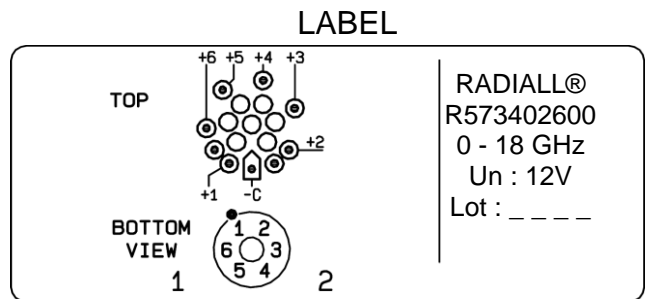 LABEL
+6 +5 +4 +3
TOP
+2
+1 -C
BOTTOM
VIEW
1 2
6 3
5 4
1 2
RADIALL®
R573402600
0 - 18 GHz
Un : 12V
Lot : _ _ _ _